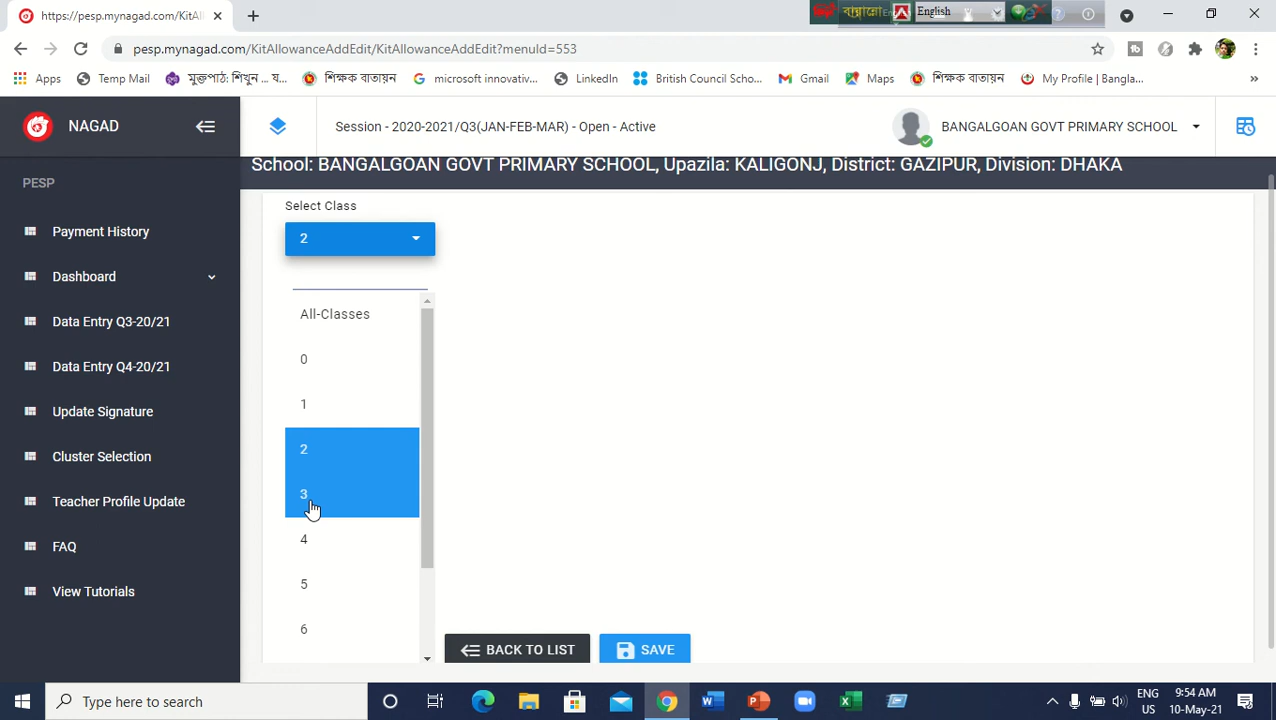 https://pesp.mynagad.com/KitAl
বাংলালো
English
pesp.mynagad.com/KitAllowanceAddEdit/KitAllowanceAddEdit?menuId=553
Apps
Temp Mail
মুক্তপাঠ: শিখুন ... য...
শিক্ষক বাতায়ন
microsoft innovativ...
LinkedIn
British Council Scho...
Gmail
Maps
শিক্ষক বাতায়ন
My Profile | Bangla...
NAGAD
Session - 2020-2021/Q3(JAN-FEB-MAR) - Open - Active
BANGALGOAN GOVT PRIMARY SCHOOL
School: BANGALGOAN GOVT PRIMARY SCHOOL, Upazila: KALIGONJ, District: GAZIPUR, Division: DHAKA
PESP
Payment History
Dashboard
Data Entry Q3-20/21
Data Entry Q4-20/21
Update Signature
Cluster Selection
Teacher Profile Update
FAQ
View Tutorials
Select Class
2
All-Classes
0
1
2
3
4
5
6
BACK TO LIST
SAVE
Type here to search
ENG
US
9:54 AM
10-May-21